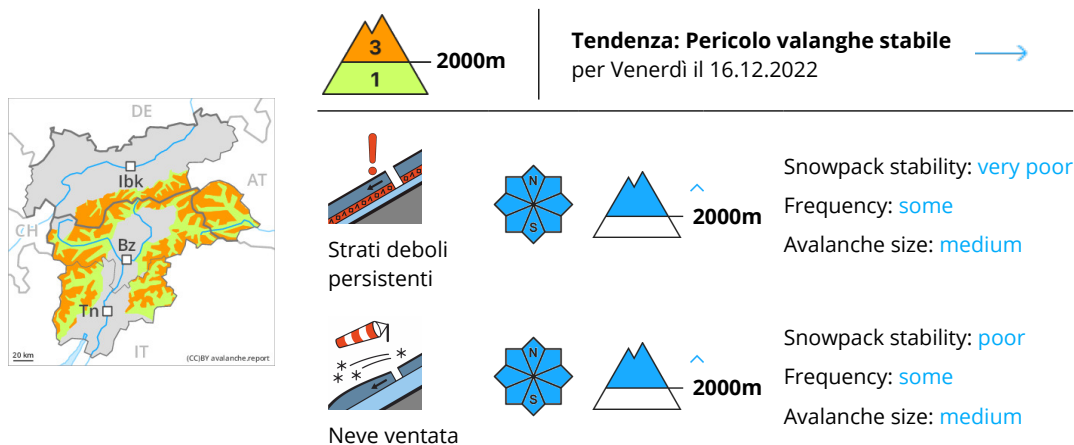 3
2000m
1
Tendenza: Pericolo valanghe stabile
per Venerdì il 16.12.2022
DE
Ibk
AT
CH
Bz
Tn
20 km
IT
(CC)BY avalanche.report
Strati deboli
persistenti
N
S
2000m
Snowpack stability: very poor
Frequency: some
Avalanche size: medium
Neve ventata
N
S
2000m
Snowpack stability: poor
Frequency: some
Avalanche size: medium